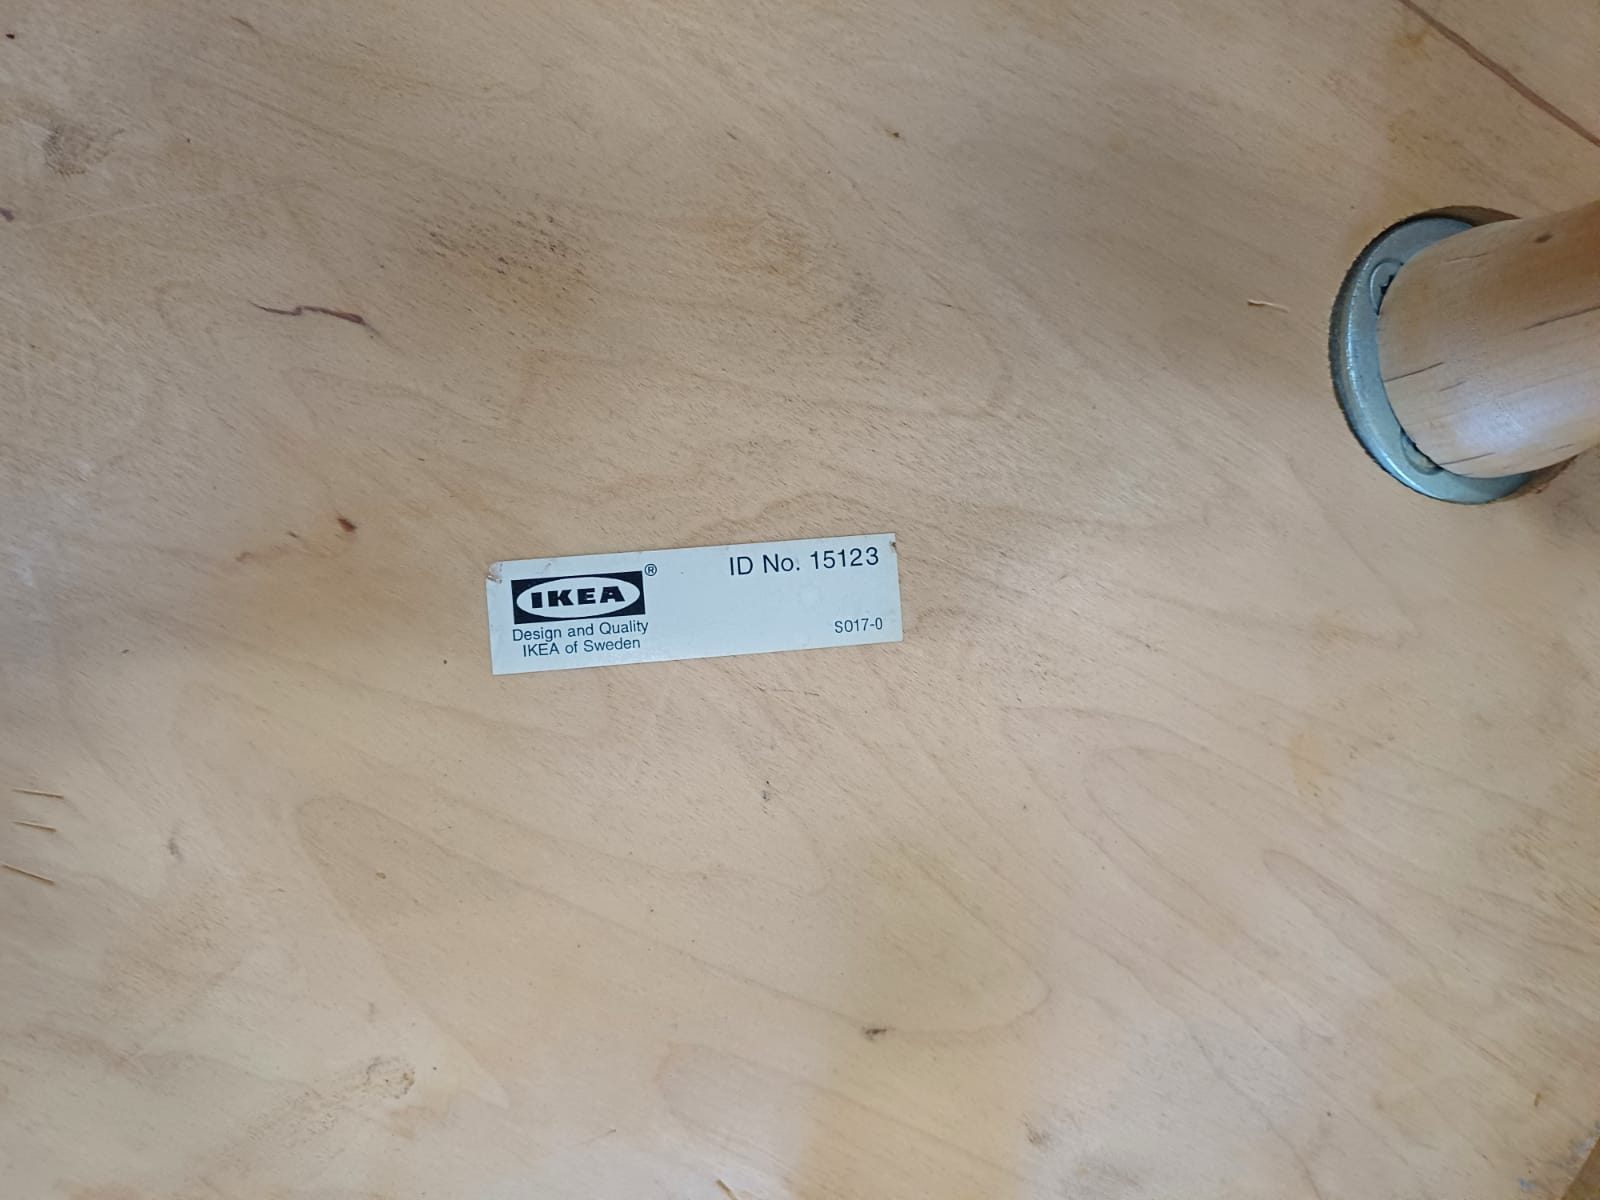 IKEA ®
Design and Quality
IKEA of Sweden
ID No. 15123
S017-0